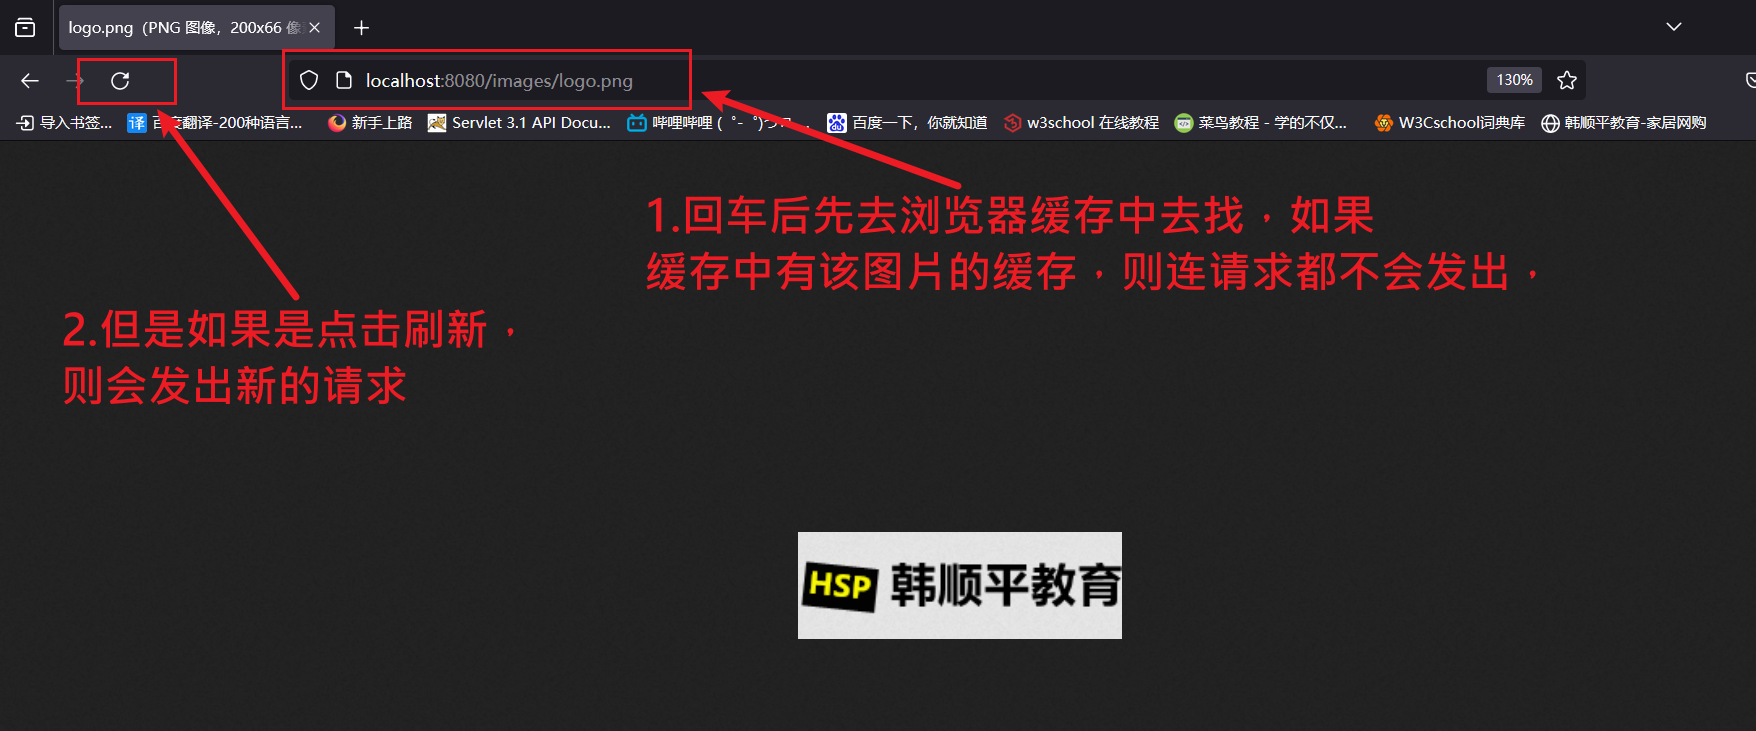 logo.png（PNG 图像，200x66 像
localhost:8080/images/logo.png
130%
导入书签...
译 百度翻译-200种语言...
新手上路
Servlet 3.1 API Docu...
哔哩哔哩 (゜-゜)つロ...
百度一下，你就知道
w3school 在线教程
菜鸟教程 - 学的不仅...
W3Cschool词典库
韩顺平教育-家居网购
1.回车后先去浏览器缓存中去找，如果
缓存中有该图片的缓存，则连请求都不会发出，
2.但是如果是点击刷新，
则会发出新的请求
HSP 韩顺平教育